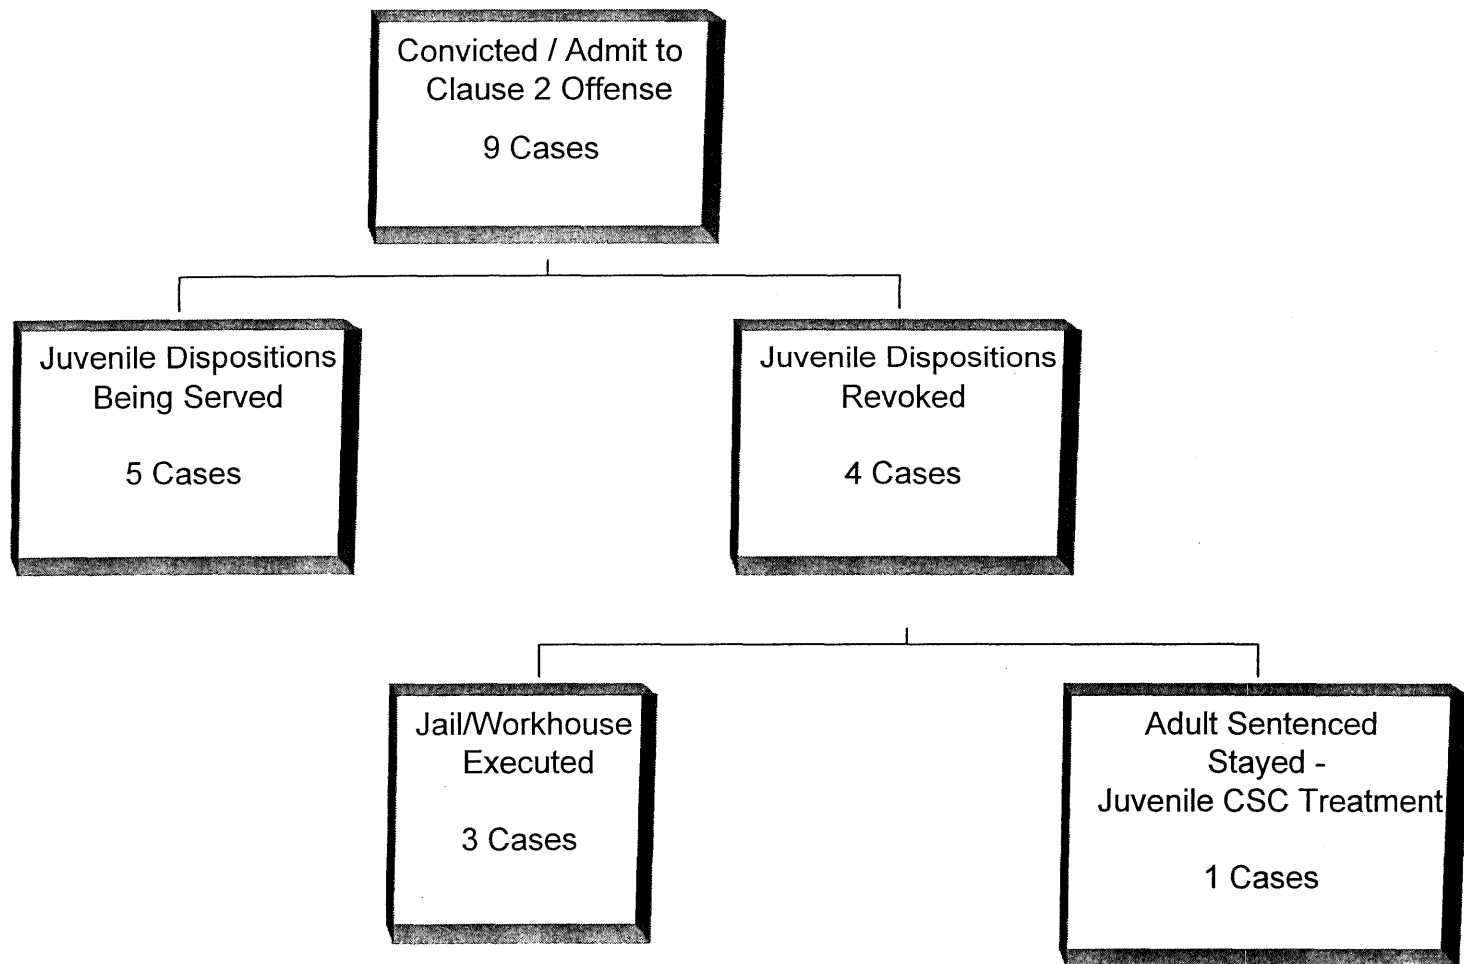 Convicted / Admit to
Clause 2 Offense
9 Cases
Juvenile Dispositions
Being Served
5 Cases
Juvenile Dispositions
Revoked
4 Cases
Jail/Workhouse
Executed
3 Cases
Adult Sentenced
Stayed -
Juvenile CSC Treatment
1 Cases